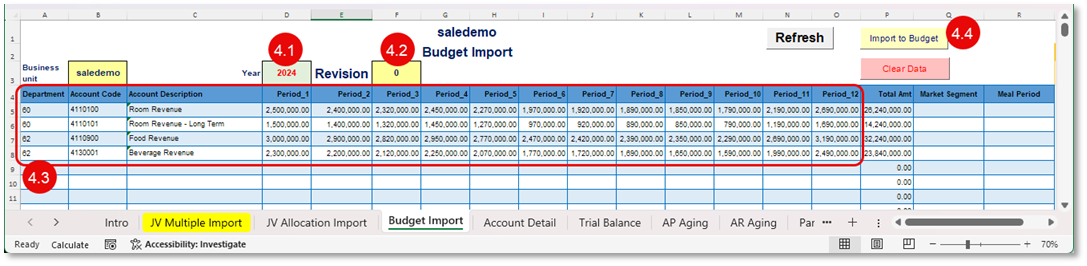 A B C D E F G H I J K L M N O P Q R
1 saledemo Refresh Import to Budget 4.4
4.1 4.2
2 Budget Import
Clear Data
3 Business unit saledemo Year 2024 Revision 0
4 Department Account Code Account Description Period_1 Period_2 Period_3 Period_4 Period_5 Period_6 Period_7 Period_8 Period_9 Period_10 Period_11 Period_12 Total Amt Market Segment Meal Period
5 60 4110100 Room Revenue 2,500,000.00 2,400,000.00 2,320,000.00 2,450,000.00 2,270,000.00 1,970,000.00 1,920,000.00 1,890,000.00 1,850,000.00 1,790,000.00 2,190,000.00 2,690,000.00 26,240,000.00
6 60 4110101 Room Revenue - Long Term 1,500,000.00 1,400,000.00 1,320,000.00 1,450,000.00 1,270,000.00 970,000.00 920,000.00 890,000.00 850,000.00 790,000.00 1,190,000.00 1,690,000.00 14,240,000.00
7 62 4110900 Food Revenue 3,000,000.00 2,900,000.00 2,820,000.00 2,950,000.00 2,770,000.00 2,470,000.00 2,420,000.00 2,390,000.00 2,350,000.00 2,290,000.00 2,690,000.00 3,190,000.00 32,240,000.00
8 62 4130001 Beverage Revenue 2,300,000.00 2,200,000.00 2,120,000.00 2,250,000.00 2,070,000.00 1,770,000.00 1,720,000.00 1,690,000.00 1,650,000.00 1,590,000.00 1,990,000.00 2,490,000.00 23,840,000.00
9 0.00
4.3
10 0.00
11 0.00
Intro JV Multiple Import JV Allocation Import Budget Import Account Detail Trial Balance AP Aging AR Aging Par ··· +
Ready Calculate Accessibility: Investigate 70%